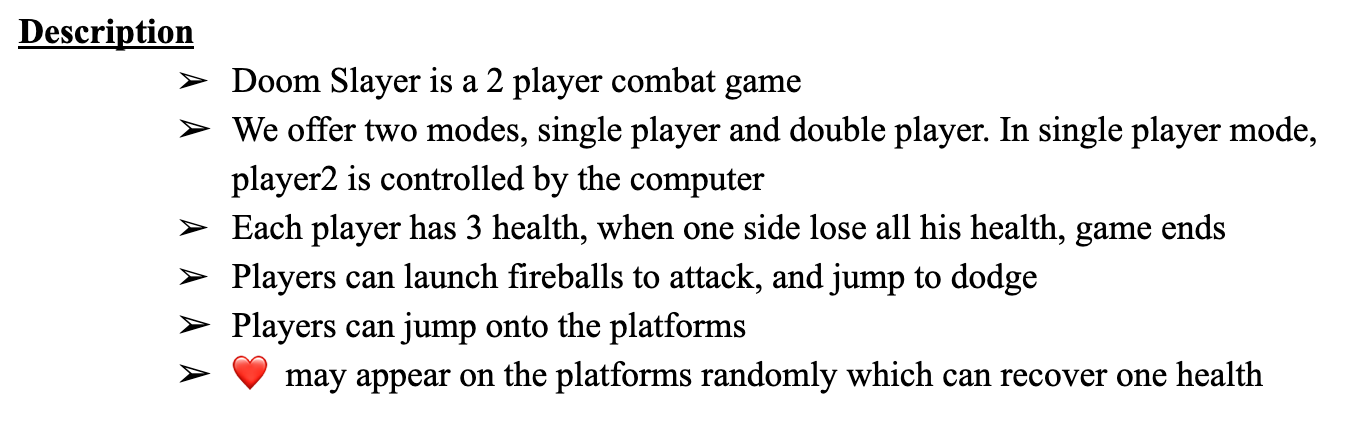 Description
➢ Doom Slayer is a 2 player combat game
➢ We offer two modes, single player and double player. In single player mode,
player2 is controlled by the computer
➢ Each player has 3 health, when one side lose all his health, game ends
➢ Players can launch fireballs to attack, and jump to dodge
➢ Players can jump onto the platforms
➢ ❤️ may appear on the platforms randomly which can recover one health